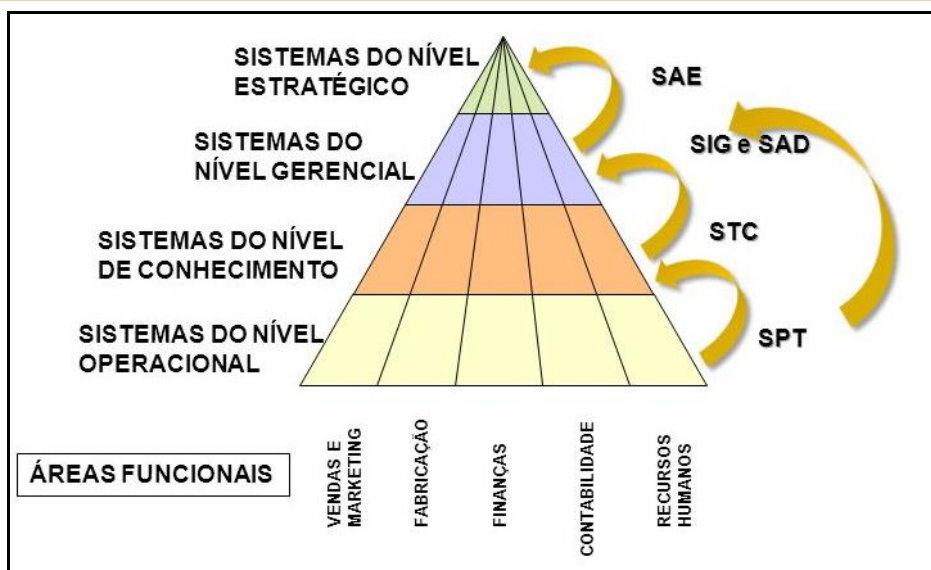 SISTEMAS DO NÍVEL
ESTRATÉGICO
SAE
SISTEMAS DO
NÍVEL GERENCIAL
SIG e SAD
SISTEMAS DO NÍVEL
DE CONHECIMENTO
STC
SISTEMAS DO NÍVEL
OPERACIONAL
SPT
ÁREAS FUNCIONAIS
VENDAS E
MARKETING
FABRICAÇÃO
FINANÇAS
CONTABILIDADE
RECURSOS
HUMANOS